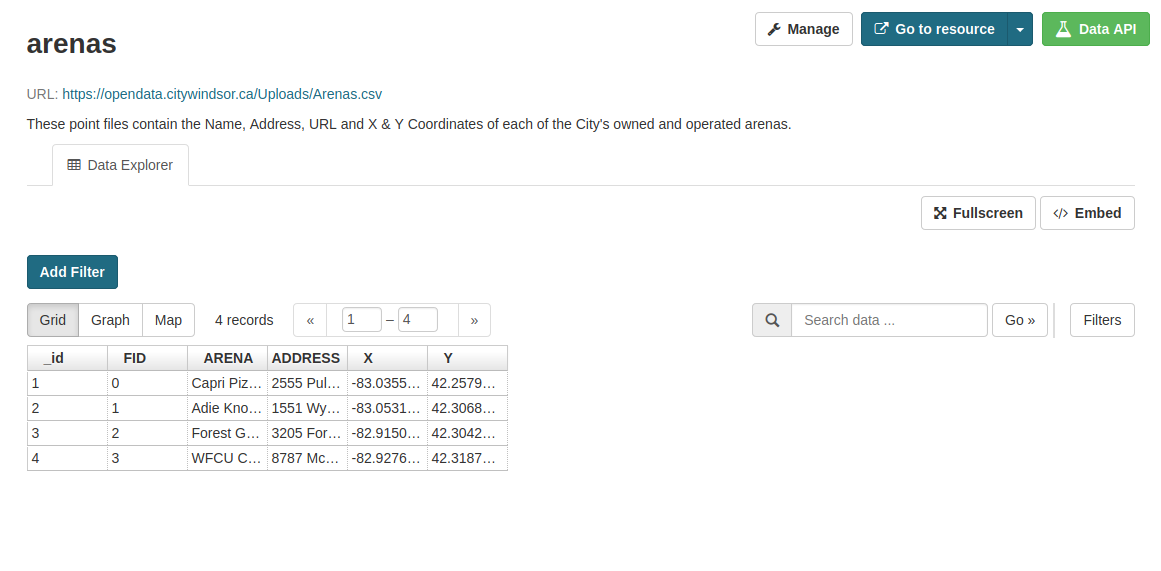 arenas
Manage
Go to resource
Data API
URL: https://opendata.citywindsor.ca/Uploads/Arenas.csv
These point files contain the Name, Address, URL and X & Y Coordinates of each of the City's owned and operated arenas.
Data Explorer
Fullscreen
Embed
Add Filter
Grid Graph Map 4 records « 1 – 4 » Search data ... Go » Filters
_id FID ARENA ADDRESS X Y
1 0 Capri Piz… 2555 Pul… -83.0355… 42.2579…
2 1 Adie Kno… 1551 Wy… -83.0531… 42.3068…
3 2 Forest G… 3205 For… -82.9150… 42.3042…
4 3 WFCU C… 8787 Mc… -82.9276… 42.3187…